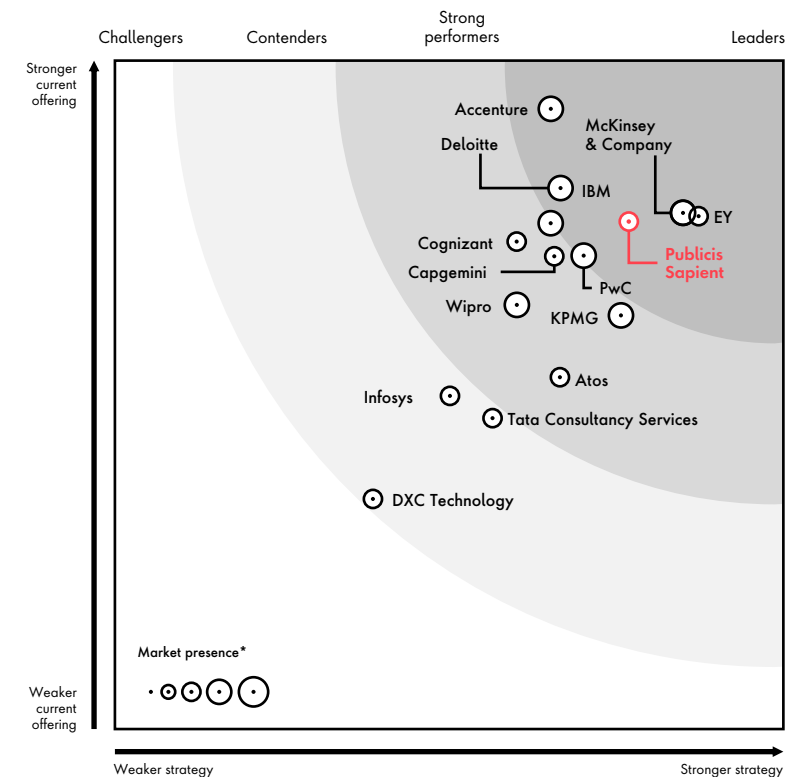 Challengers
Contenders
Strong
performers
Leaders
Stronger
current
offering
Accenture
McKinsey
& Company
Deloitte
IBM
EY
Cognizant
Publicis
Sapient
Capgemini
PwC
Wipro
KPMG
Atos
Infosys
Tata Consultancy Services
DXC Technology
Market presence*
Weaker
current
offering
Weaker strategy
Stronger strategy